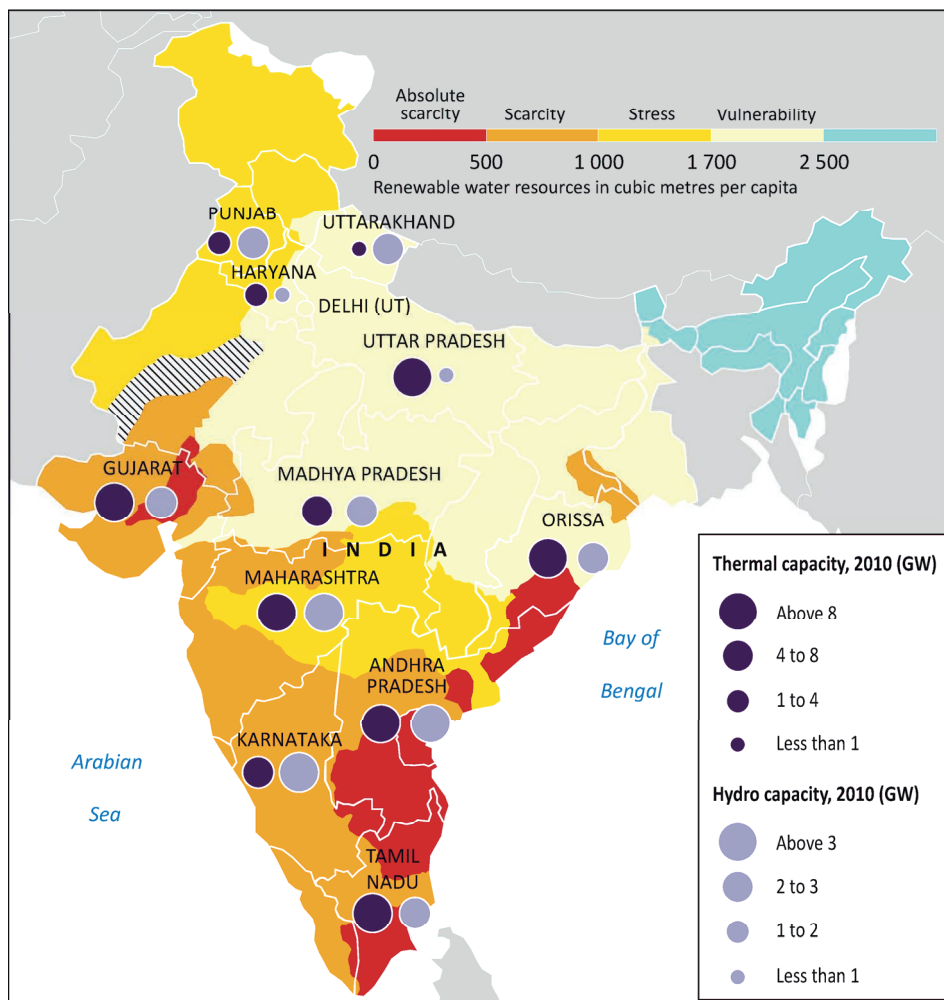 Absolute
scarcity
Scarcity
Stress
Vulnerability
0
500
1 000
1 700
2 500
Renewable water resources in cubic metres per capita
PUNJAB
UTTARAKHAND
HARYANA
DELHI (UT)
UTTAR PRADESH
GUJARAT
MADHYA PRADESH
ORISSA
INDIA
MAHARASHTRA
ANDHRA
PRADESH
KARNATAKA
TAMIL
NADU
Arabian
Sea
Bay of
Bengal
Thermal capacity, 2010 (GW)
Above 8
4 to 8
1 to 4
Less than 1
Hydro capacity, 2010 (GW)
Above 3
2 to 3
1 to 2
Less than 1